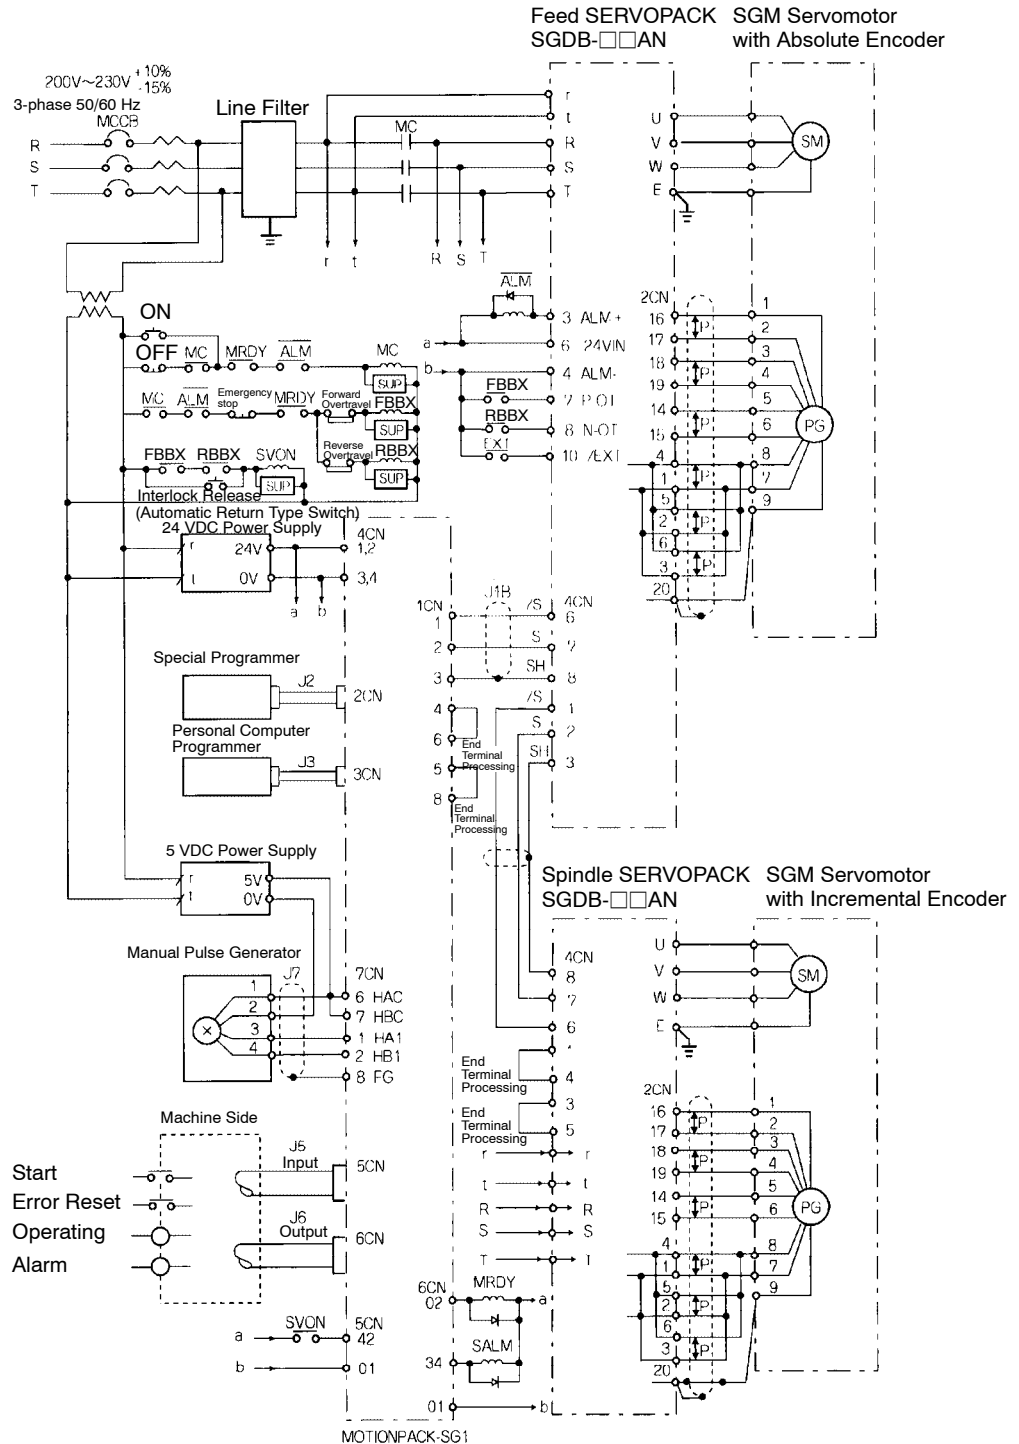 Feed SERVOPACK SGM Servomotor
SGDB-□□AN with Absolute Encoder
200V～230V +10% -15%
3-phase 50/60 Hz
MCCB
Line Filter
MC
R
S
T
r
t
R
S
T
U
V
W
E
SM
r t R S T
ALM
2CN
3 ALM+
a 6 24VIN
b 4 ALM-
FBBX
7 P-OT
RBBX
8 N-OT
EXT
10 /EXT
16 P 1
17 2
18 P 3
19 4
14 P 5
15 6
PG
4 8
1 P 7
5 9
2 P
6
3 P
20
ON
OFF MC MRDY ALM MC
SUP
MC ALM Emergency stop MRDY Forward Overtravel FBBX
SUP
Reverse Overtravel RBBX
SUP
FBBX RBBX SVON
SUP
Interlock Release
(Automatic Return Type Switch)
24 VDC Power Supply
r 24V
t 0V
a b
4CN
1,2
3,4
1CN
1
2
3
4
6
5
8
J1B
/S
S
SH
/S
S
SH
4CN
6
7
8
1
2
3
End
Terminal
Processing
End
Terminal
Processing
Special Programmer
J2
2CN
Personal Computer
Programmer
J3
3CN
5 VDC Power Supply
r 5V
t 0V
Spindle SERVOPACK SGM Servomotor
SGDB-□□AN with Incremental Encoder
4CN
8
7
6
1
4
3
5
U
V
W
E
SM
End
Terminal
Processing
End
Terminal
Processing
r r
t t
R R
S S
T T
2CN
16 P 1
17 2
18 P 3
19 4
14 P 5
15 6
PG
4 8
1 P 7
5 9
2 P
6
3 P
20
Manual Pulse Generator
J7
7CN
1 6 HAC
2 7 HBC
3 1 HA1
4 2 HB1
8 FG
Machine Side
Start
Error Reset
Operating
Alarm
J5
Input
5CN
J6
Output
6CN
6CN
02
MRDY
a
SALM
34
01 b
a SVON
5CN
42
b 01
MOTIONPACK-SG1